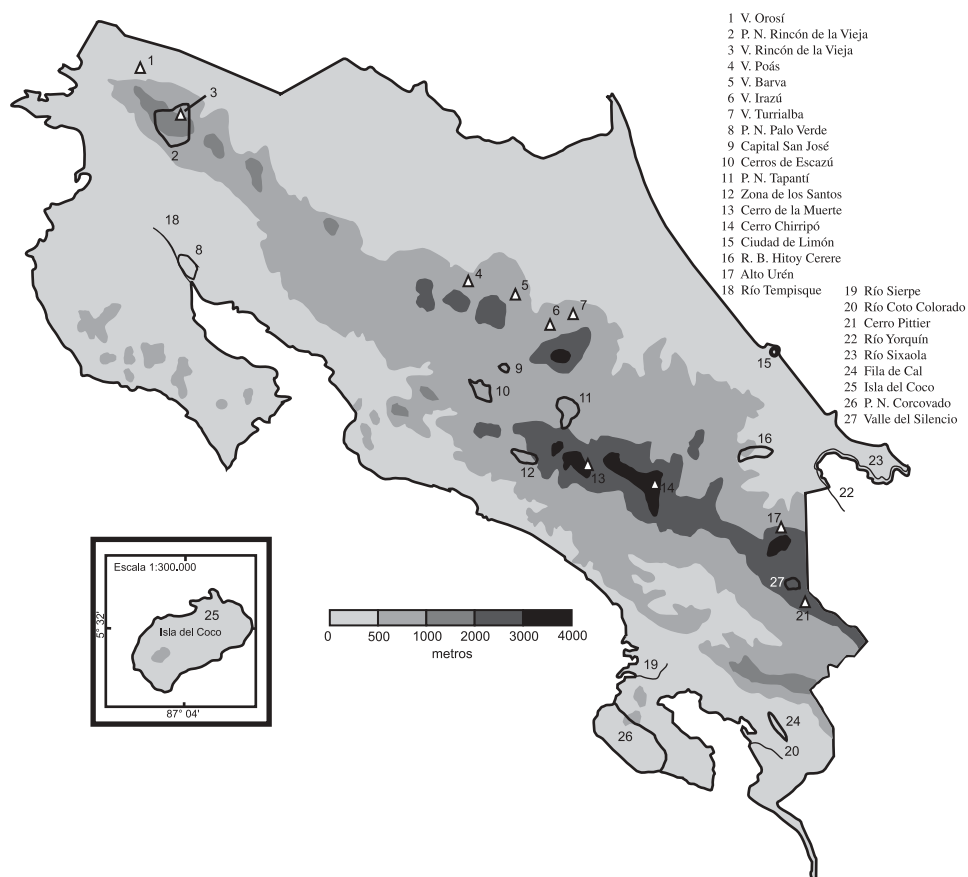 1 V. Orosí
2 P. N. Rincón de la Vieja
3 V. Rincón de la Vieja
4 V. Poás
5 V. Barva
6 V. Irazú
7 V. Turrialba
8 P. N. Palo Verde
9 Capital San José
10 Cerros de Escazú
11 P. N. Tapantí
12 Zona de los Santos
13 Cerro de la Muerte
14 Cerro Chirripó
15 Ciudad de Limón
16 R. B. Hitoy Cerere
17 Alto Urén
18 Río Tempisque
19 Río Sierpe
20 Río Coto Colorado
21 Cerro Pittier
22 Río Yorquín
23 Río Sixaola
24 Fila de Cal
25 Isla del Coco
26 P. N. Corcovado
27 Valle del Silencio
1
3
2
18
8
4
5
6
7
9
10
11
15
12
13
14
16
23
22
17
27
21
Escala 1:300.000
25
Isla del Coco
5° 32'
87° 04'
0 500 1000 2000 3000 4000
metros
19
26
24
20